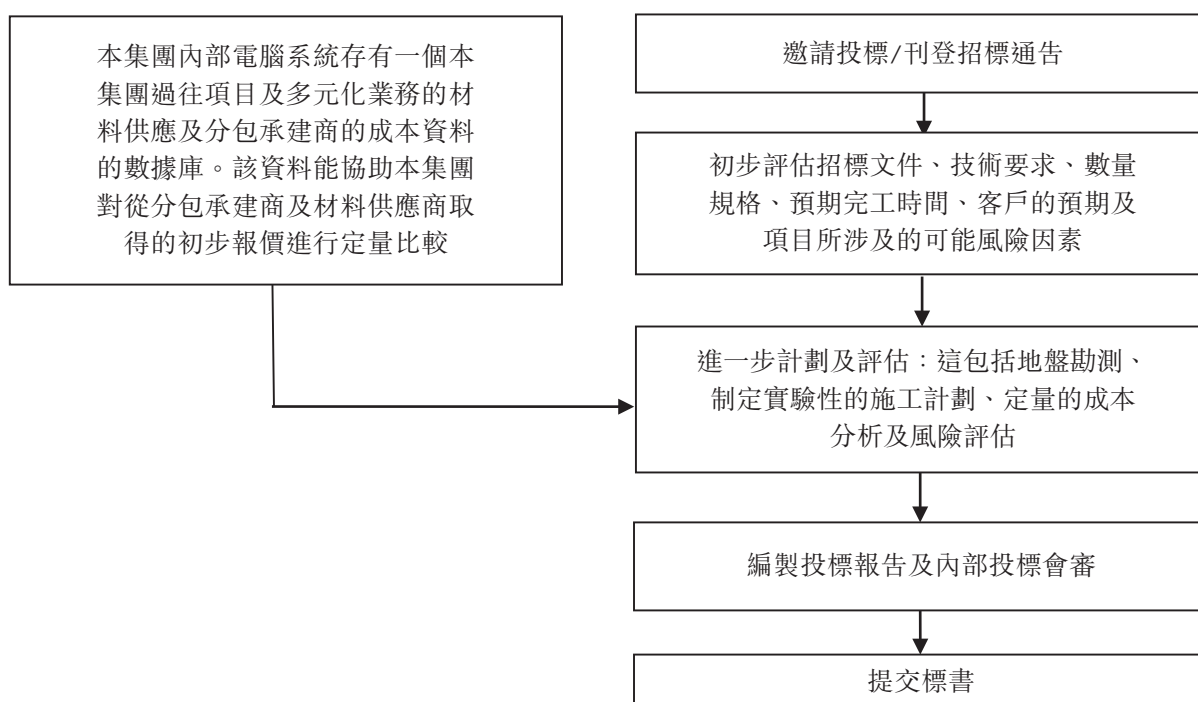 本集團內部電腦系統存有一個本
集團過往項目及多元化業務的材
料供應及分包承建商的成本資料
的數據庫。該資料能協助本集團
對從分包承建商及材料供應商取
得的初步報價進行定量比較
邀請投標/刊登招標通告
初步評估招標文件、技術要求、數量
規格、預期完工時間、客戶的預期及
項目所涉及的可能風險因素
進一步計劃及評估：這包括地盤勘測、
制定實驗性的施工計劃、定量的成本
分析及風險評估
編製投標報告及內部投標會審
提交標書